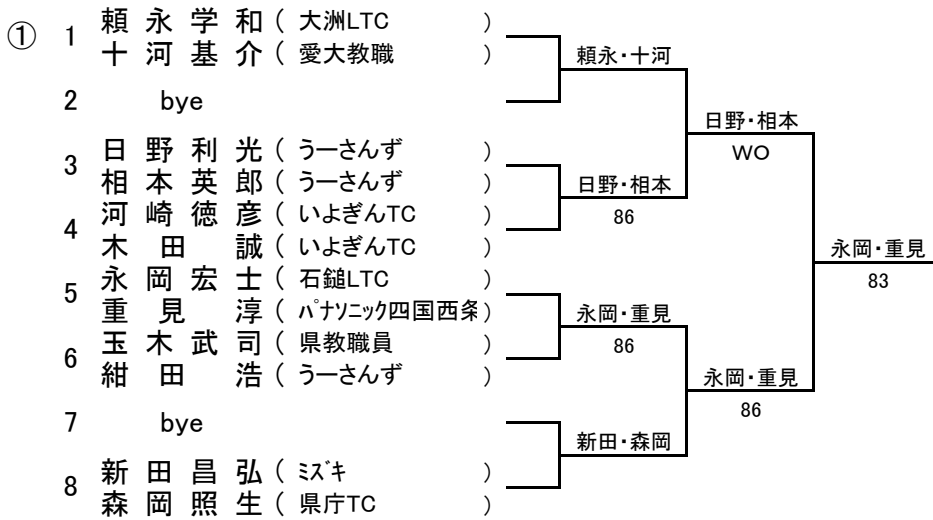 ① 1 頼 永 学 和 ( 大洲LTC )
十 河 基 介 ( 愛大教職 )
頼永・十河
2 bye
日野・相本
WO
3 日 野 利 光 ( うーさんず )
相 本 英 郎 ( うーさんず )
日野・相本
86
4 河 崎 徳 彦 ( いよぎんTC )
木 田 誠 ( いよぎんTC )
永岡・重見
83
5 永 岡 宏 士 ( 石鎚LTC )
重 見 淳 ( パナソニック四国西条 )
永岡・重見
86
6 玉 木 武 司 ( 県教職員 )
紺 田 浩 ( うーさんず )
永岡・重見
86
7 bye
新田・森岡
8 新 田 昌 弘 ( ミズキ )
森 岡 照 生 ( 県庁TC )